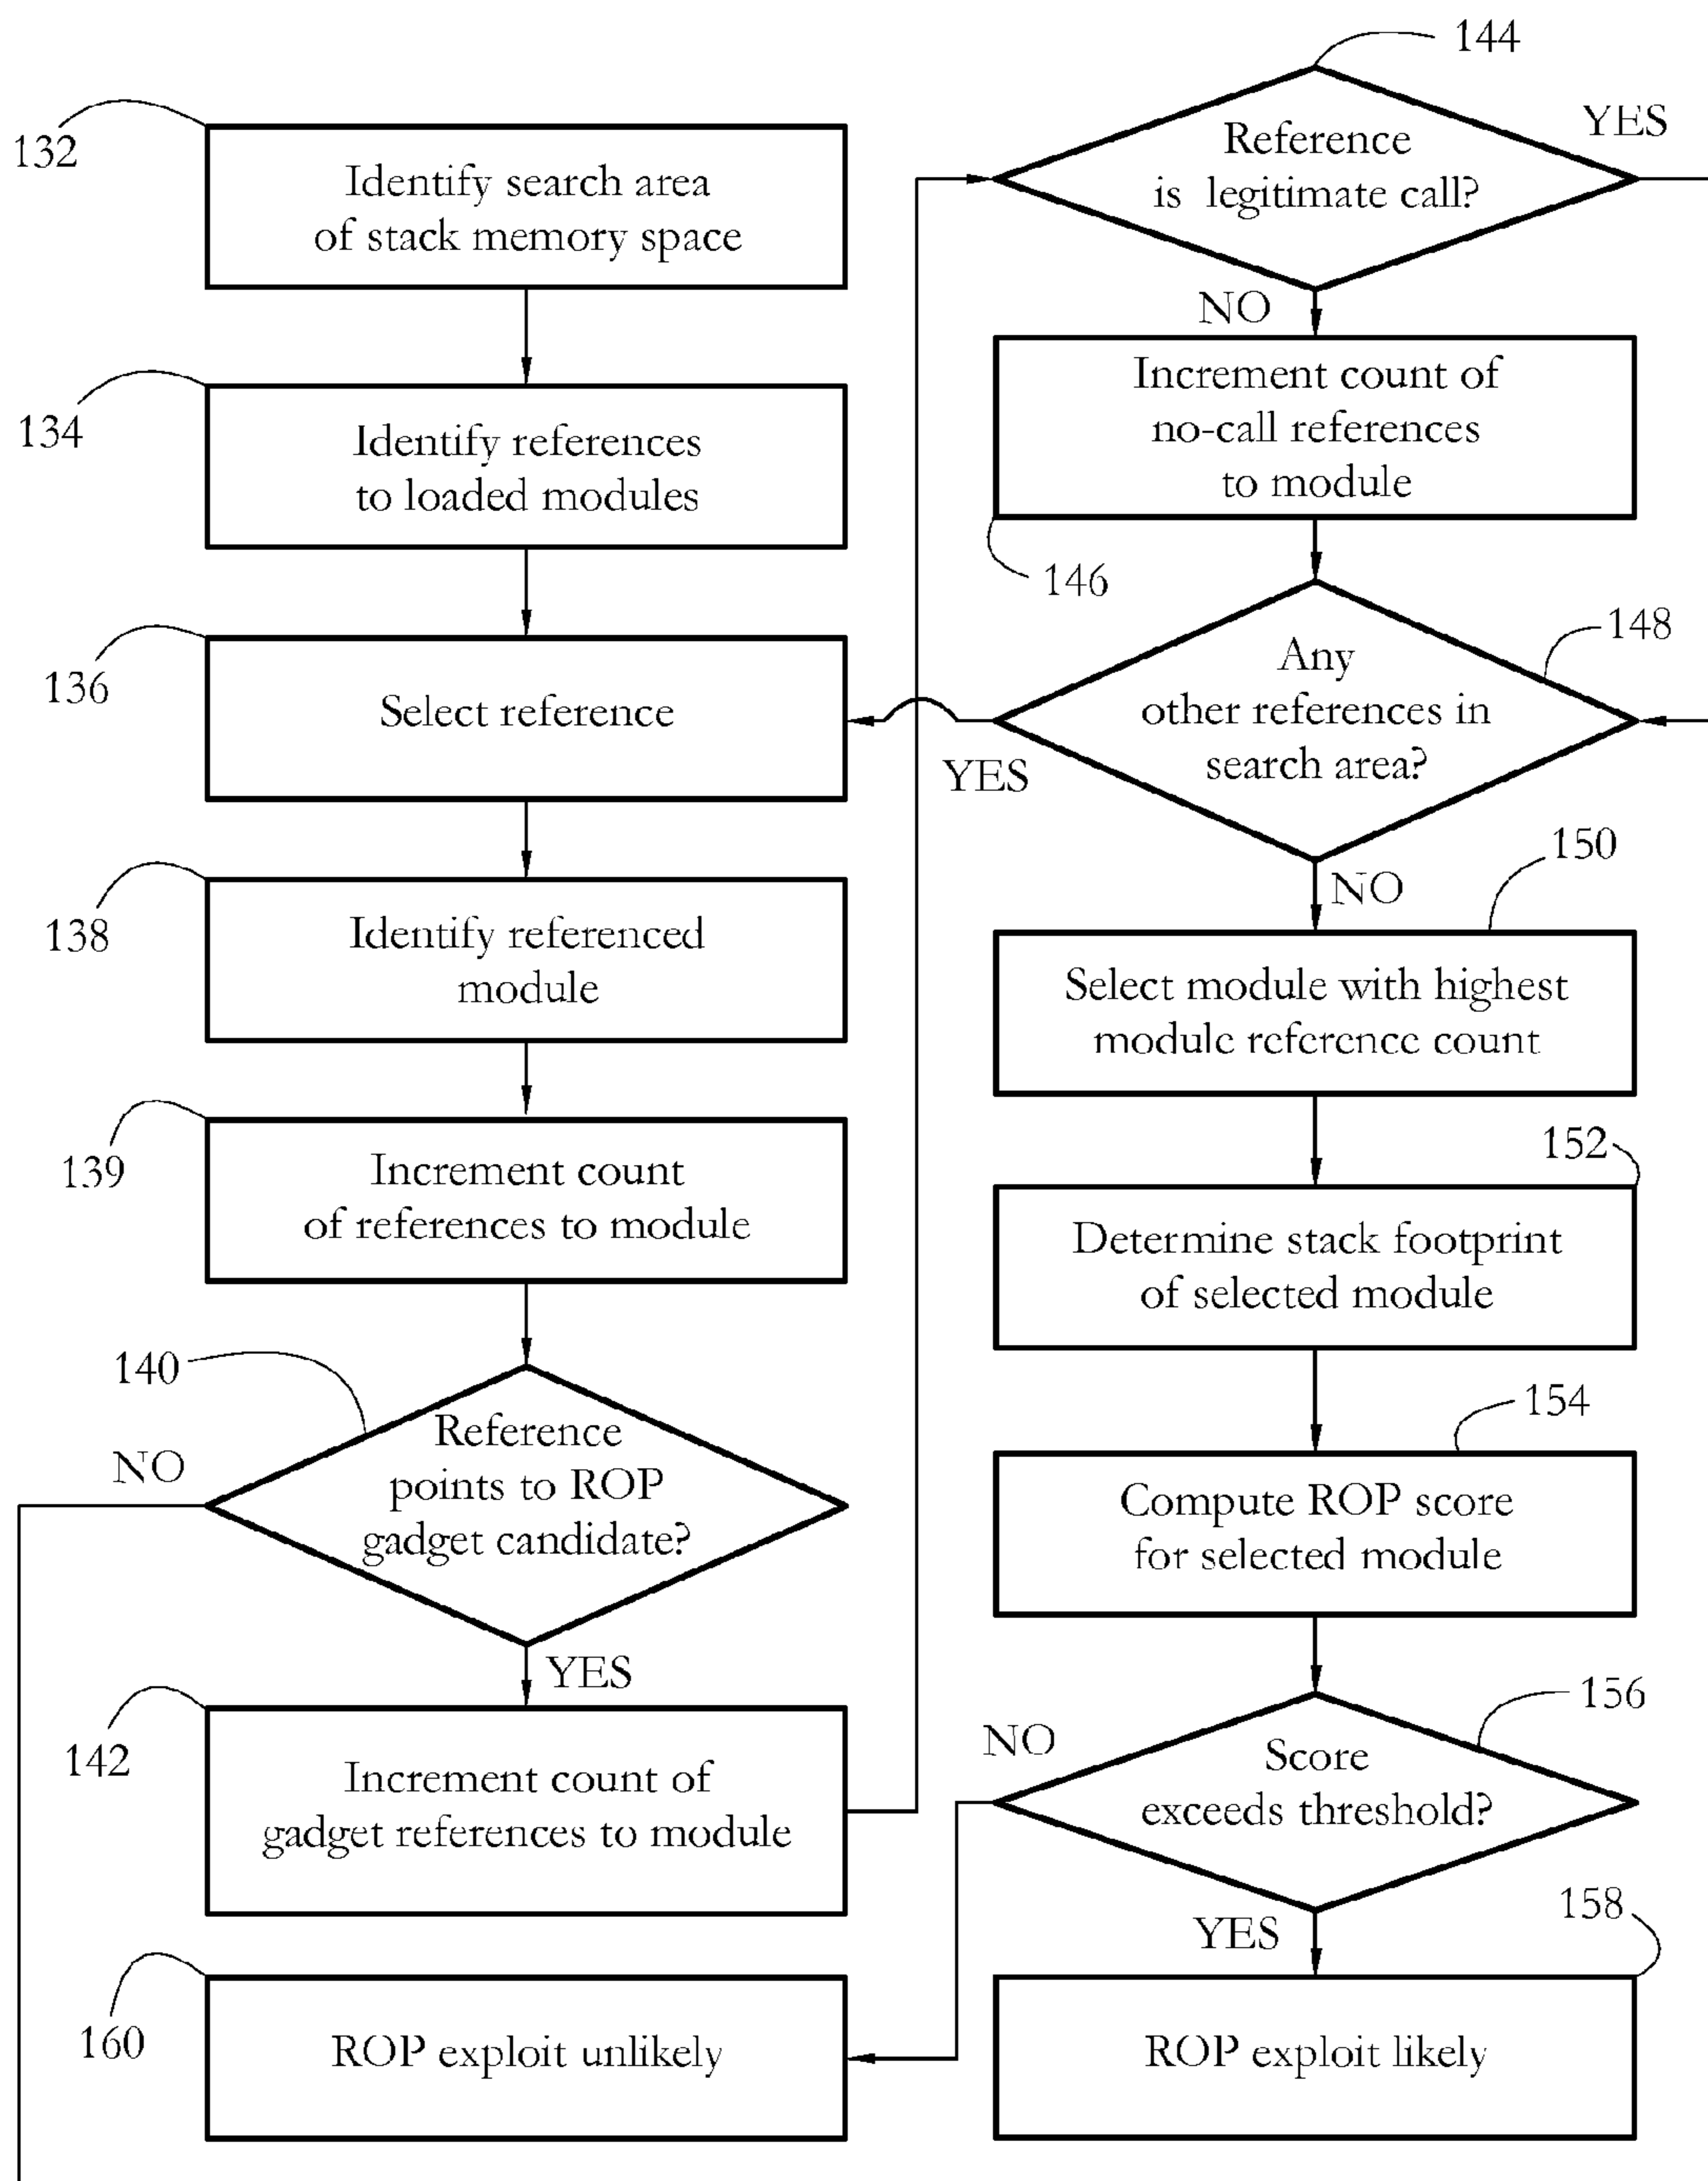 132
Identify search area
of stack memory space
134
Identify references
to loaded modules
136
Select reference
138
Identify referenced
module
139
Increment count
of references to module
140
Reference
points to ROP
gadget candidate?
NO
YES
142
Increment count of
gadget references to module
160
ROP exploit unlikely
144
Reference
is legitimate call?
YES
NO
Increment count of
no-call references
to module
146
148
Any
other references in
search area?
YES
NO
150
Select module with highest
module reference count
152
Determine stack footprint
of selected module
154
Compute ROP score
for selected module
156
Score
exceeds threshold?
NO
YES
158
ROP exploit likely